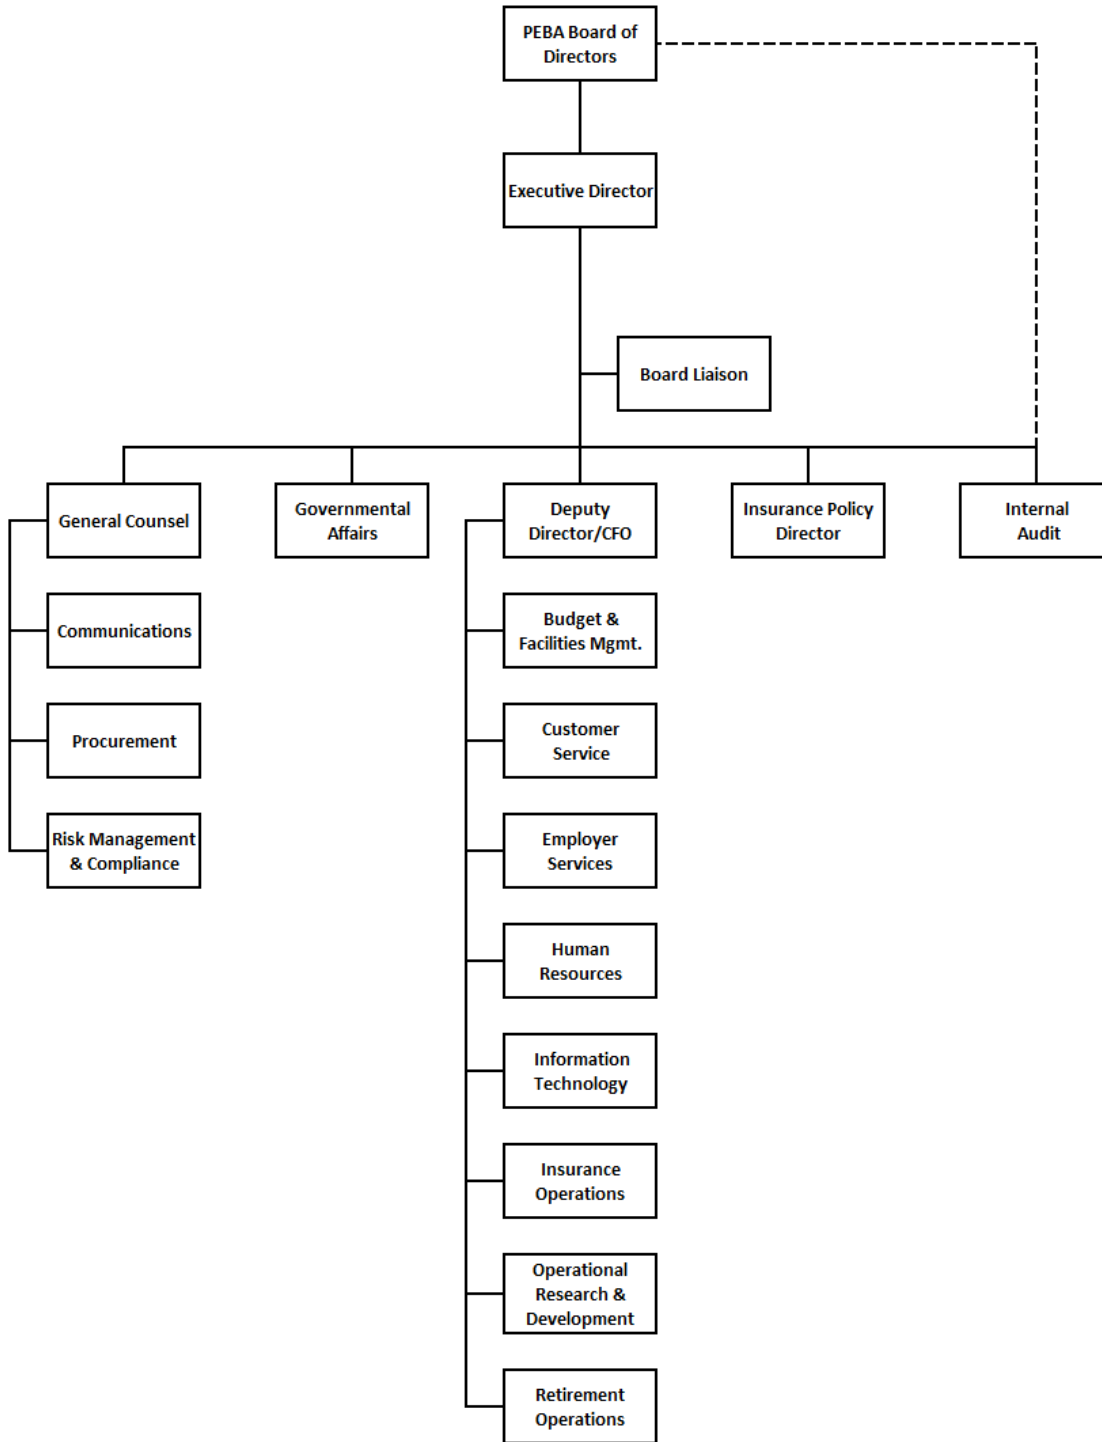 PEBA Board of
Directors
Executive Director
Board Liaison
General Counsel
Governmental
Affairs
Deputy
Director/CFO
Insurance Policy
Director
Internal
Audit
Communications
Procurement
Risk Management
& Compliance
Budget &
Facilities Mgmt.
Customer
Service
Employer
Services
Human
Resources
Information
Technology
Insurance
Operations
Operational
Research &
Development
Retirement
Operations